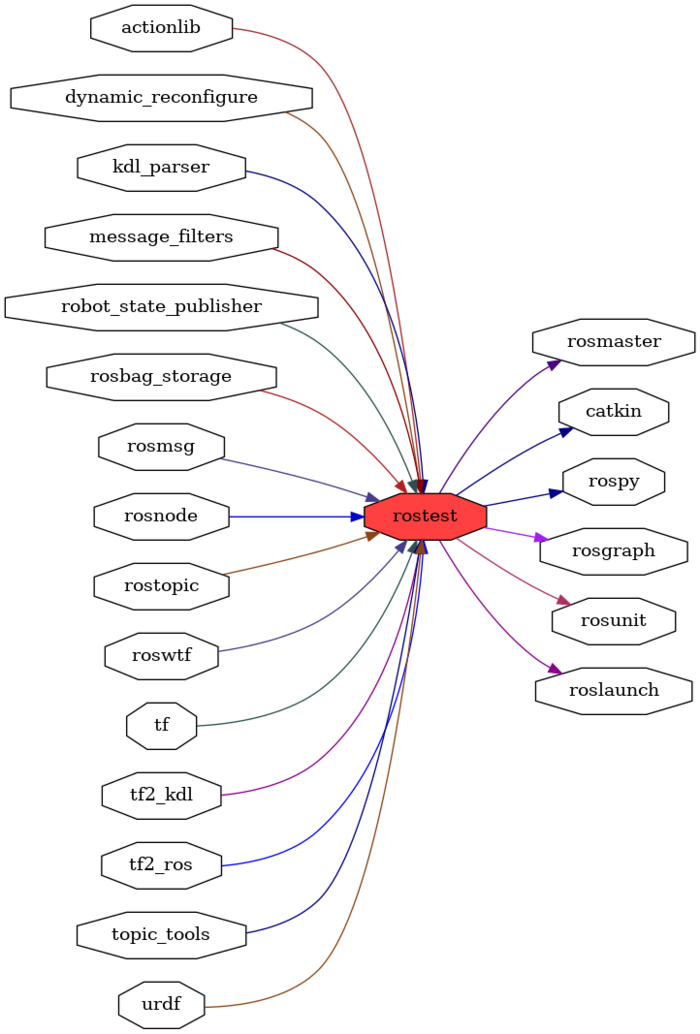 actionlib
dynamic_reconfigure
kdl_parser
message_filters
robot_state_publisher
rosbag_storage
rosmsg
rosnode
rostopic
roswtf
tf
tf2_kdl
tf2_ros
topic_tools
urdf
rostest
rosmaster
catkin
rospy
rosgraph
rosunit
roslaunch